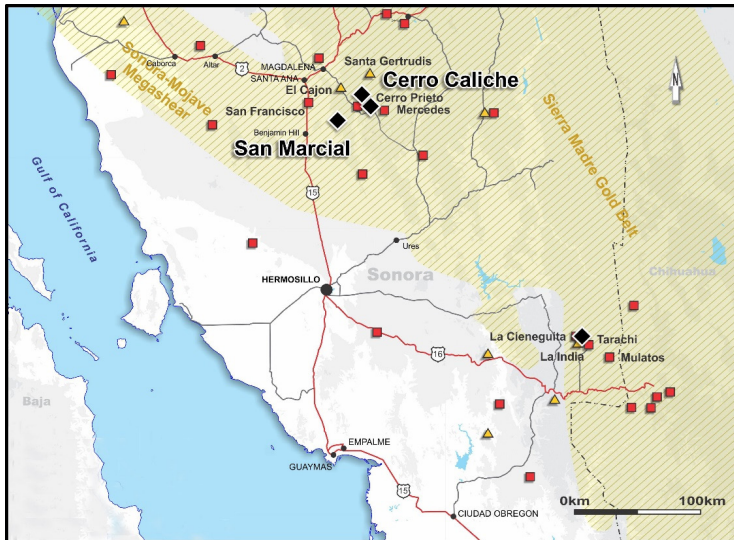 Caborca
Altar
2
MAGDALENA
SANTA ANA
Santa Gertrudis
El Cajon
Cerro Caliche
Cerro Prieto
Mercedes
San Francisco
Benjamin Hill
San Marcial
N
Sonora-Mojave
Megashear
Sierra Madre Gold Belt
Gulf of California
15
Ures
HERMOSILLO
Sonora
Chihuahua
La Cieneguita
Tarachi
La India
Mulatos
16
Baja
EMPALME
GUAYMAS
15
CIUDAD OBREGON
0km
100km